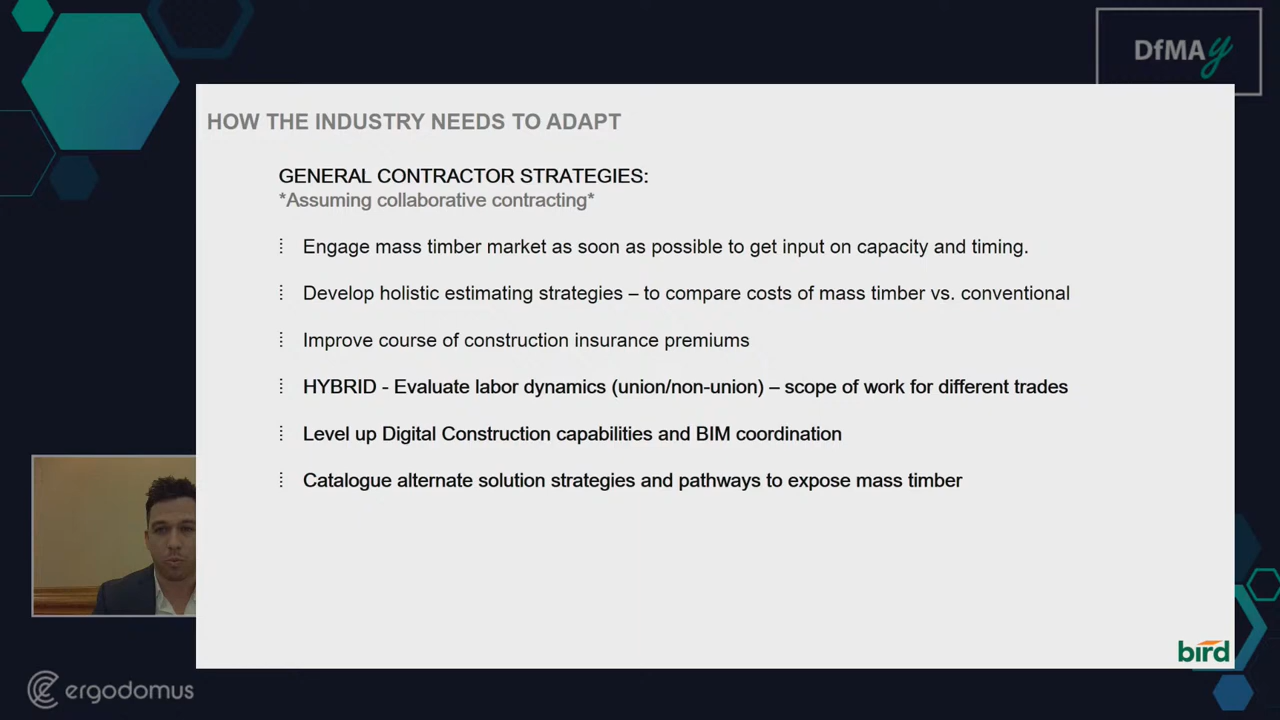 DfMAy
HOW THE INDUSTRY NEEDS TO ADAPT
GENERAL CONTRACTOR STRATEGIES:
*Assuming collaborative contracting*
Engage mass timber market as soon as possible to get input on capacity and timing.
Develop holistic estimating strategies – to compare costs of mass timber vs. conventional
Improve course of construction insurance premiums
HYBRID - Evaluate labor dynamics (union/non-union) – scope of work for different trades
Level up Digital Construction capabilities and BIM coordination
Catalogue alternate solution strategies and pathways to expose mass timber
bird
ergodomus